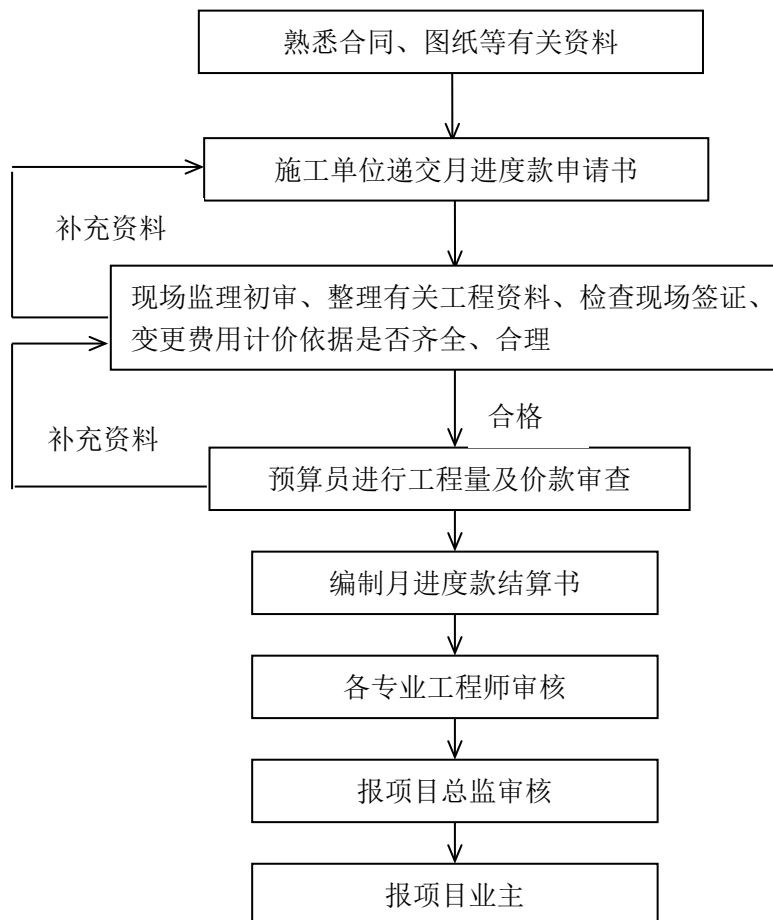 熟悉合同、图纸等有关资料
施工单位递交月进度款申请书
补充资料
现场监理初审、整理有关工程资料、检查现场签证、
变更费用计价依据是否齐全、合理
合格
补充资料
预算员进行工程量及价款审查
编制月进度款结算书
各专业工程师审核
报项目总监审核
报项目业主